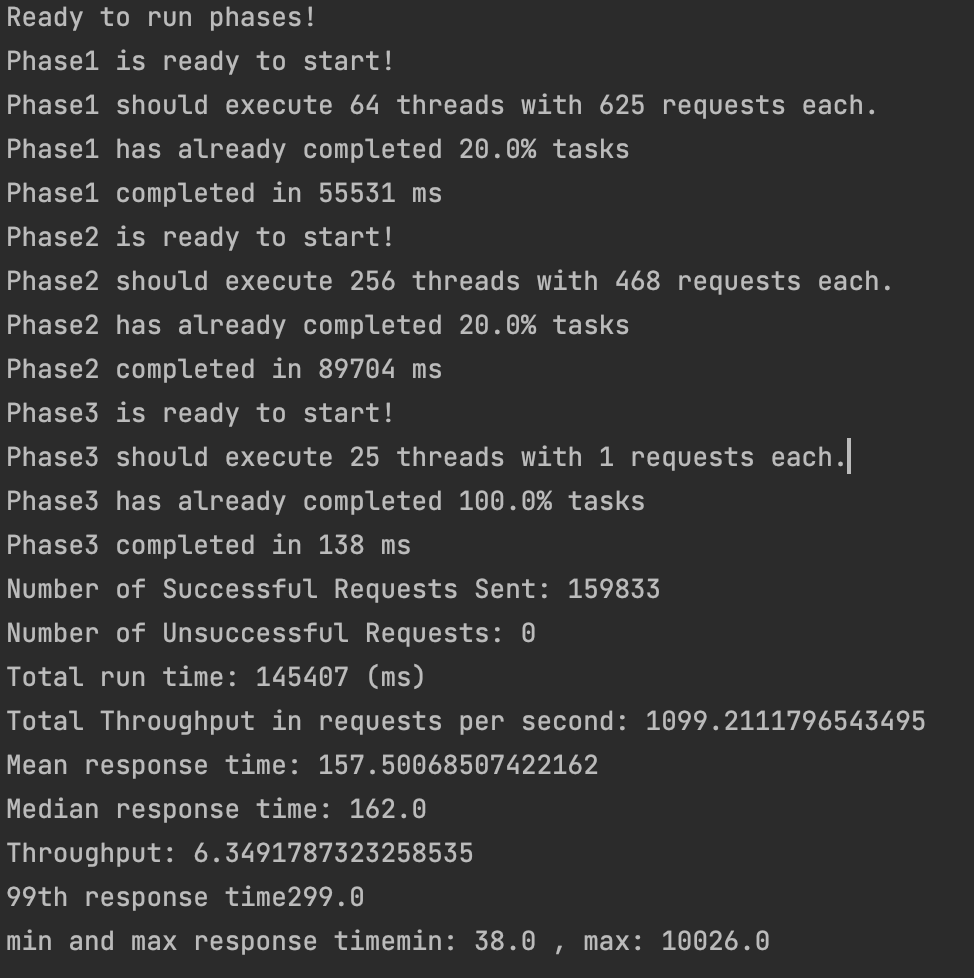 Ready to run phases!
Phase1 is ready to start!
Phase1 should execute 64 threads with 625 requests each.
Phase1 has already completed 20.0% tasks
Phase1 completed in 55531 ms
Phase2 is ready to start!
Phase2 should execute 256 threads with 468 requests each.
Phase2 has already completed 20.0% tasks
Phase2 completed in 89704 ms
Phase3 is ready to start!
Phase3 should execute 25 threads with 1 requests each.
Phase3 has already completed 100.0% tasks
Phase3 completed in 138 ms
Number of Successful Requests Sent: 159833
Number of Unsuccessful Requests: 0
Total run time: 145407 (ms)
Total Throughput in requests per second: 1099.2111796543495
Mean response time: 157.50068507422162
Median response time: 162.0
Throughput: 6.3491787323258535
99th response time299.0
min and max response timemin: 38.0 , max: 10026.0